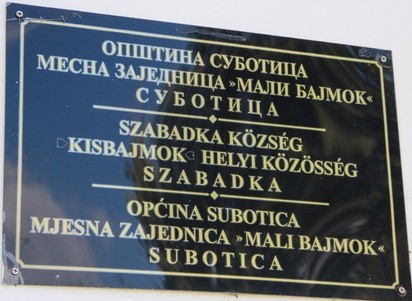 ОПШТИНА СУБОТИЦА
МЕСНА ЗАЈЕДНИЦА »МАЛИ БАЈМОК«
СУБОТИЦА
SZABADKA KÖZSÉG
»KISBAJMOK« HELYI KÖZÖSSÉG
SZABADKA
OPĆINA SUBOTICA
MJESNA ZAJEDNICA »MALI BAJMOK«
SUBOTICA